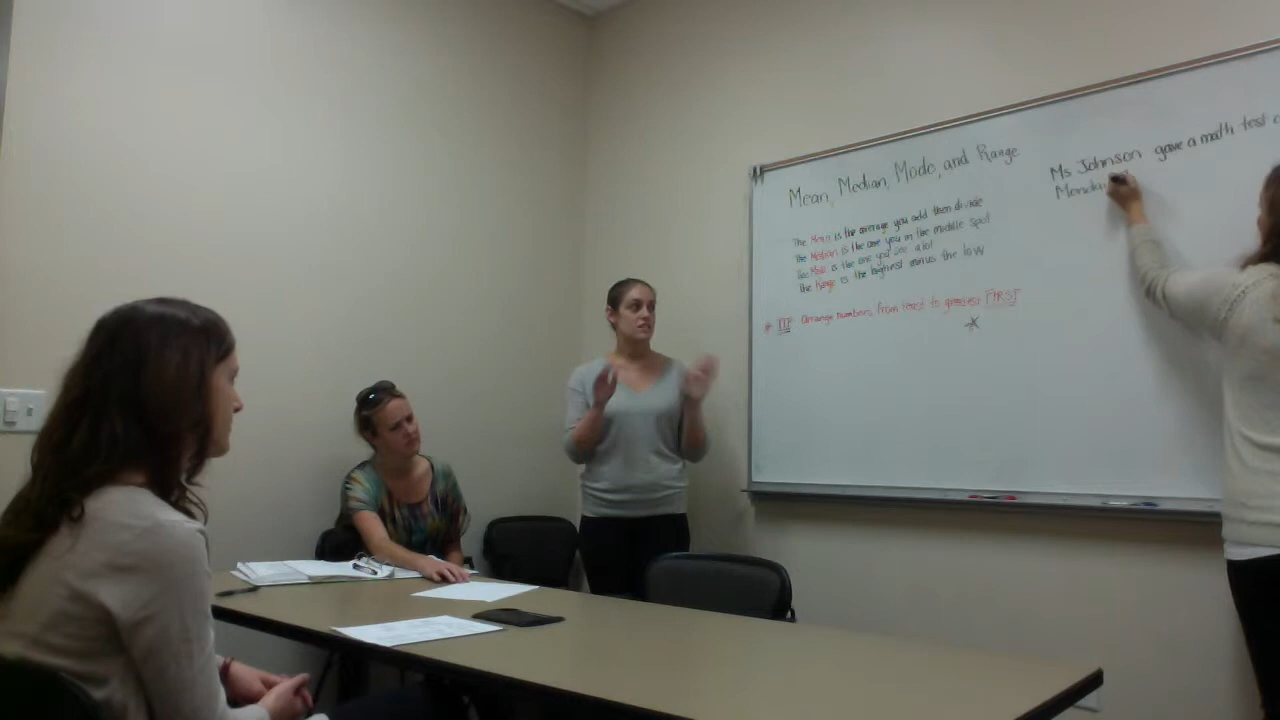 Mean, Median, Mode, and Range
The Mean is the average you add then divide
The Median is the one you in the middle spot
The Mode is the one you see alot
The Range is the highest minus the low
* !!! Arrange numbers from least to greatest FIRST
*
Ms Johnson gave a math test